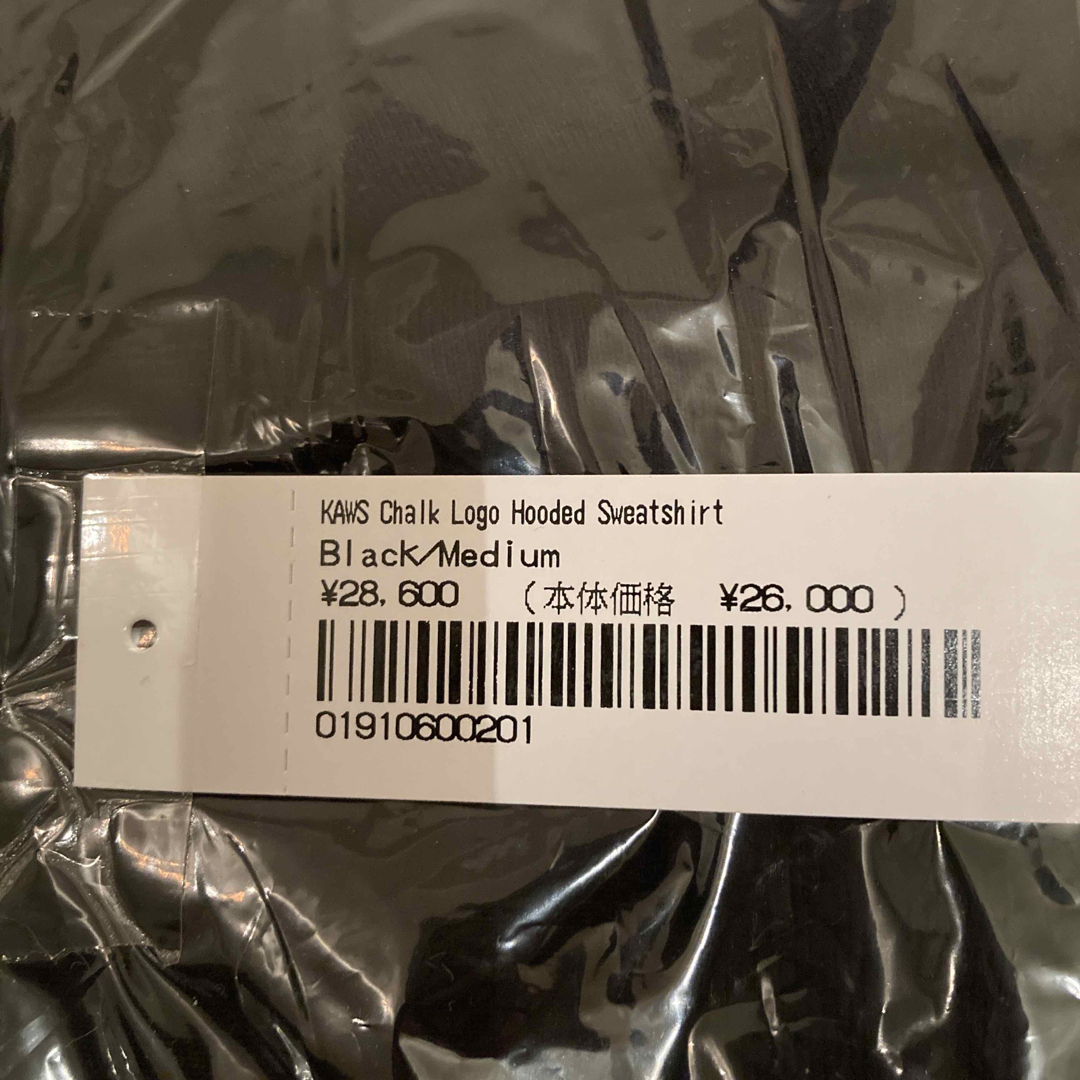 KAWS Chalk Logo Hooded Sweatshirt
Black/Medium
¥28,600 (本体価格 ¥26,000)
01910600201